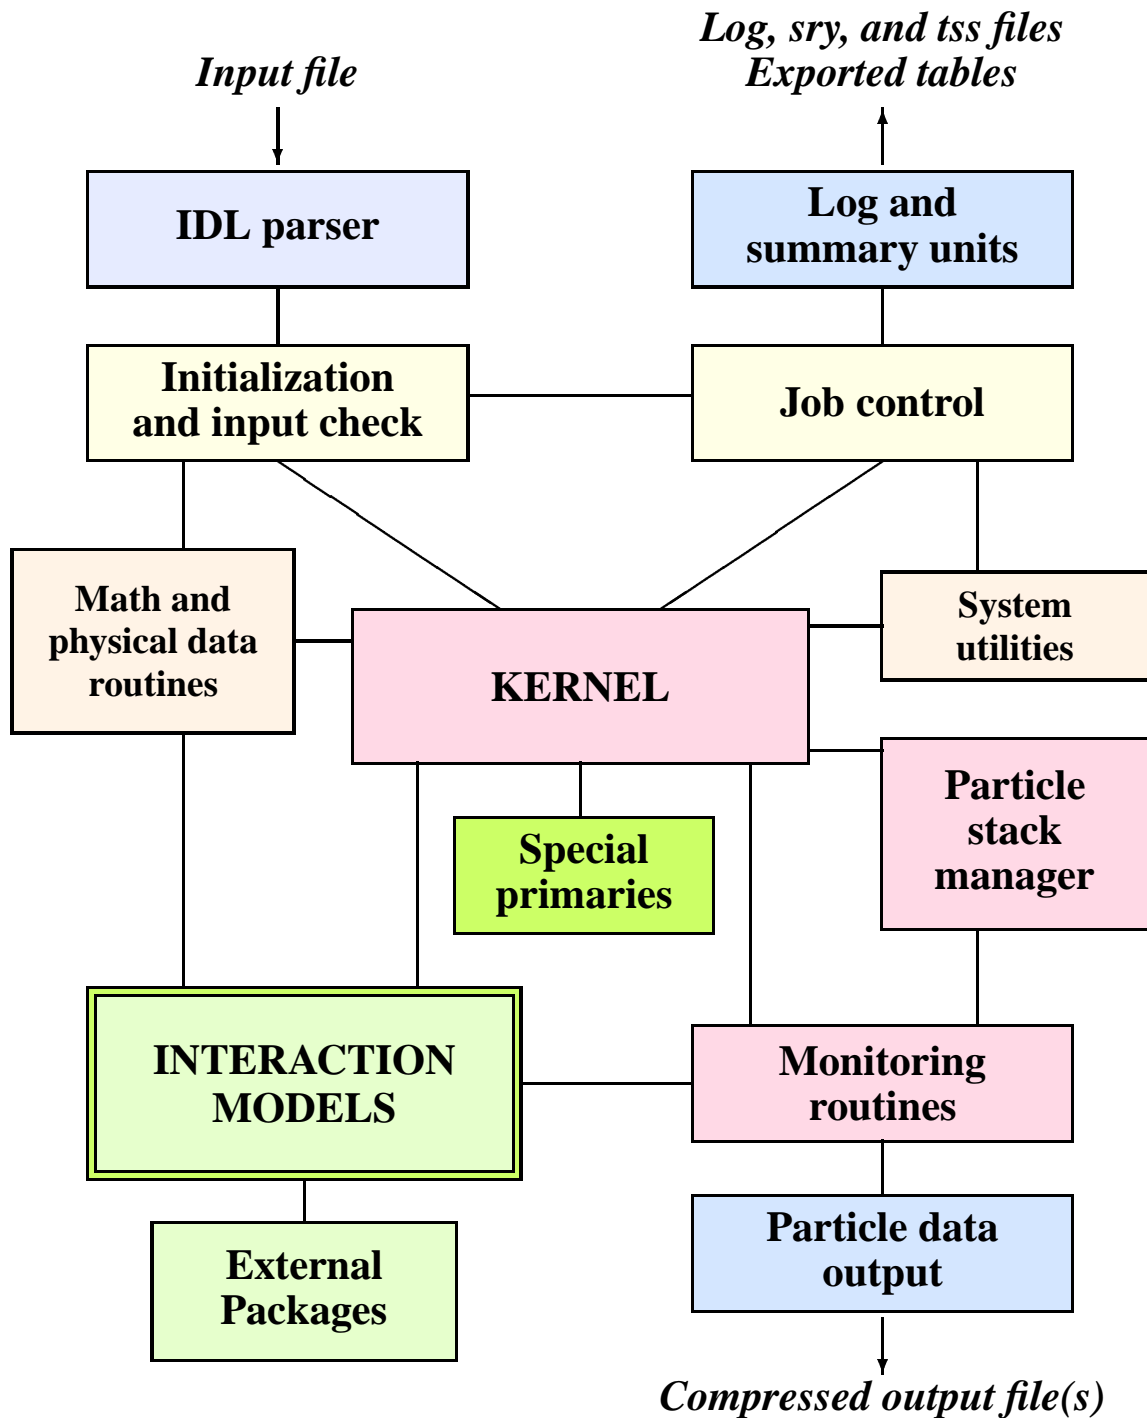 Input file
Log, sry, and tss files
Exported tables
IDL parser
Log and
summary units
Initialization
and input check
Job control
Math and
physical data
routines
KERNEL
System
utilities
Particle
stack
manager
Special
primaries
INTERACTION
MODELS
Monitoring
routines
External
Packages
Particle data
output
Compressed output file(s)